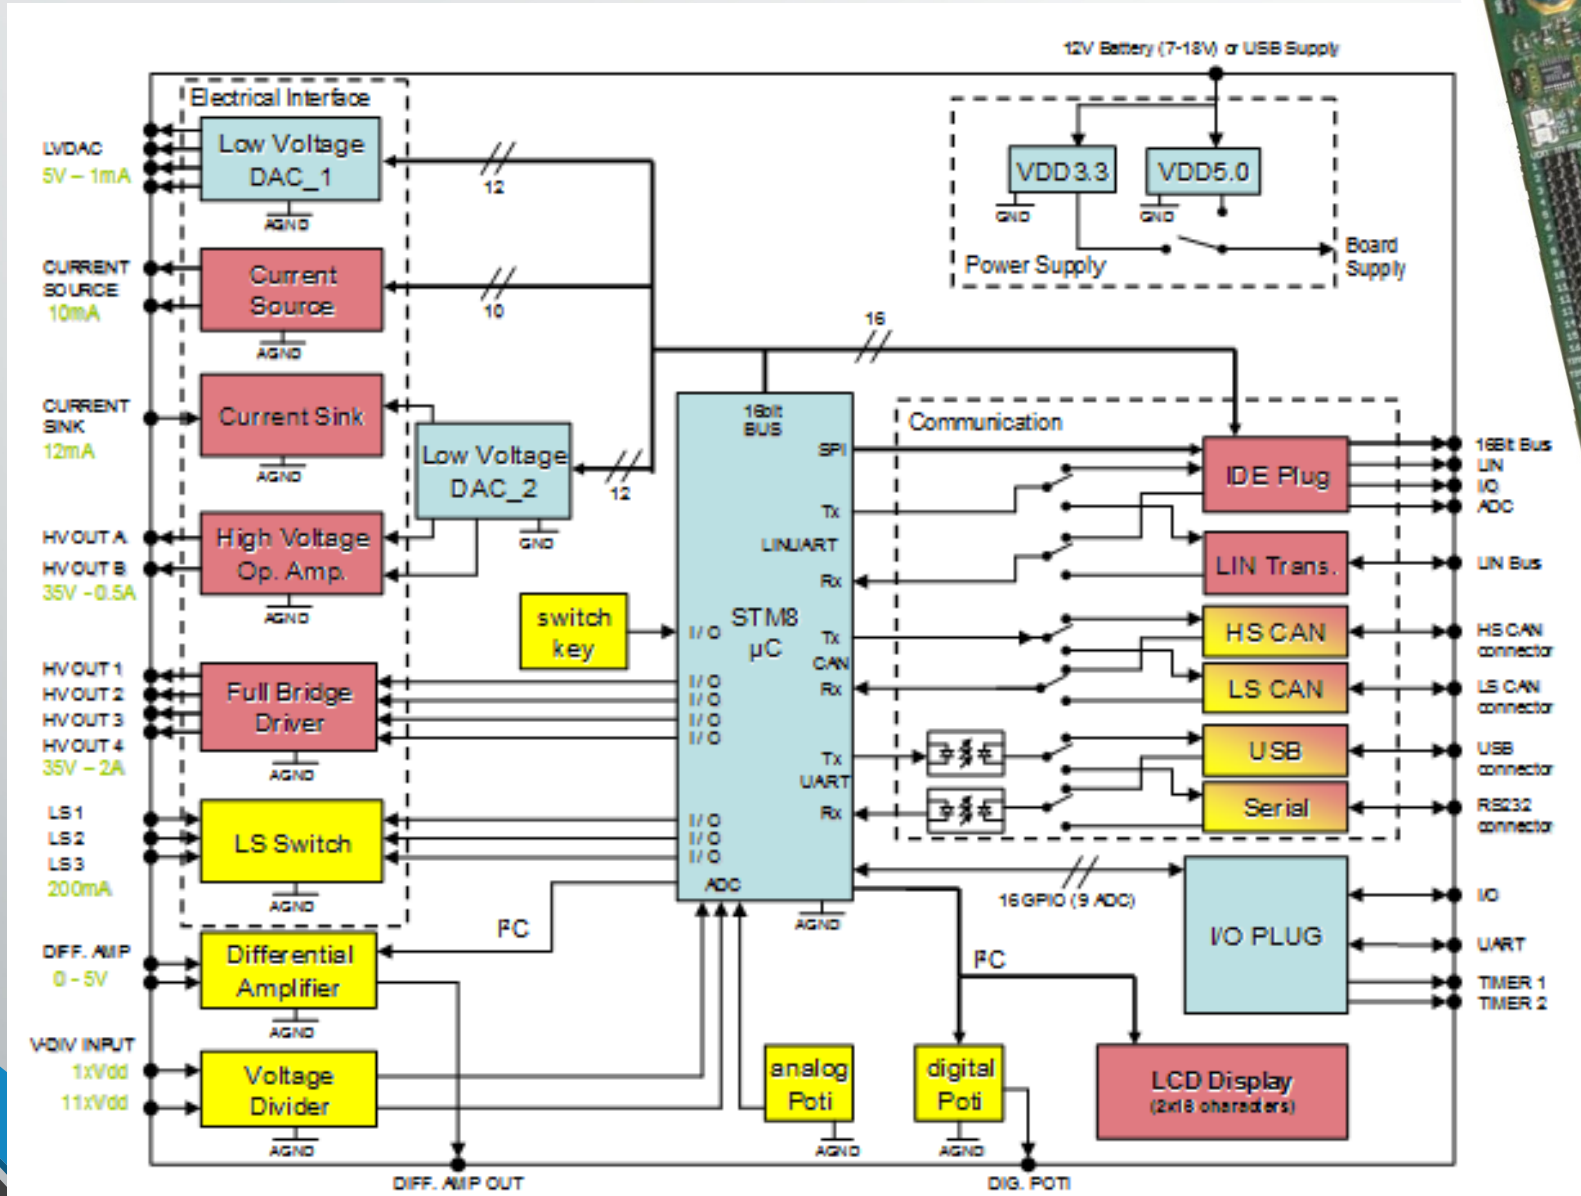 12V Battery (7-18V) or USB Supply
Electrical Interface
LVDAC
5V – 1mA
Low Voltage
DAC_1
AGND
12
VDD3.3
VDD5.0
GND
GND
Power Supply
Board
Supply
CURRENT
SOURCE
10mA
Current
Source
AGND
10
16
CURRENT
SINK
12mA
Current Sink
AGND
Low Voltage
DAC_2
GND
12
16bit
BUS
SPI
Tx
LINUART
Rx
STM8
µC
Tx
CAN
Rx
Tx
UART
Rx
Communication
IDE Plug
16Bit Bus
LIN
I/O
ADC
LIN Trans.
LIN Bus
HV OUT A
HV OUT B
35V - 0.5A
High Voltage
Op. Amp.
AGND
switch
key
I/O
HS CAN
HS CAN
connector
LS CAN
LS CAN
connector
HV OUT 1
HV OUT 2
HV OUT 3
HV OUT 4
35V – 2A
Full Bridge
Driver
AGND
I/O
I/O
I/O
I/O
USB
USB
connector
Serial
RS232
connector
LS 1
LS 2
LS 3
200mA
LS Switch
AGND
I/O
I/O
I/O
ADC
AGND
16 GPIO (9 ADC)
I/O PLUG
I/O
UART
TIMER 1
TIMER 2
I²C
I²C
DIFF. AMP
0 - 5V
Differential
Amplifier
AGND
V-DIV INPUT
1xVdd
11xVdd
Voltage
Divider
AGND
analog
Poti
AGND
digital
Poti
AGND
LCD Display
(2x16 characters)
DIFF. AMP OUT
DIG. POTI